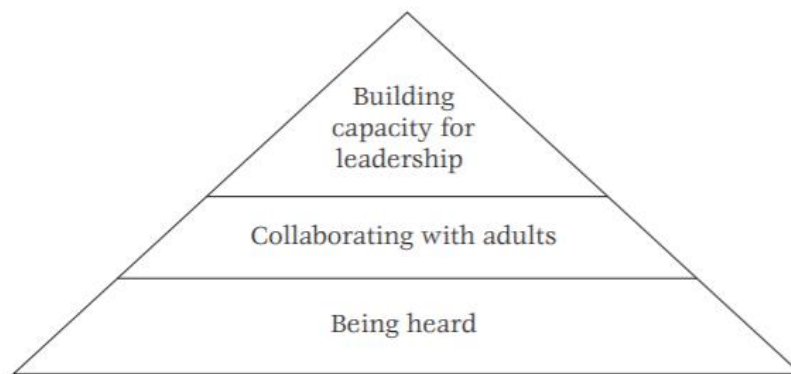 Building
capacity for
leadership
Collaborating with adults
Being heard